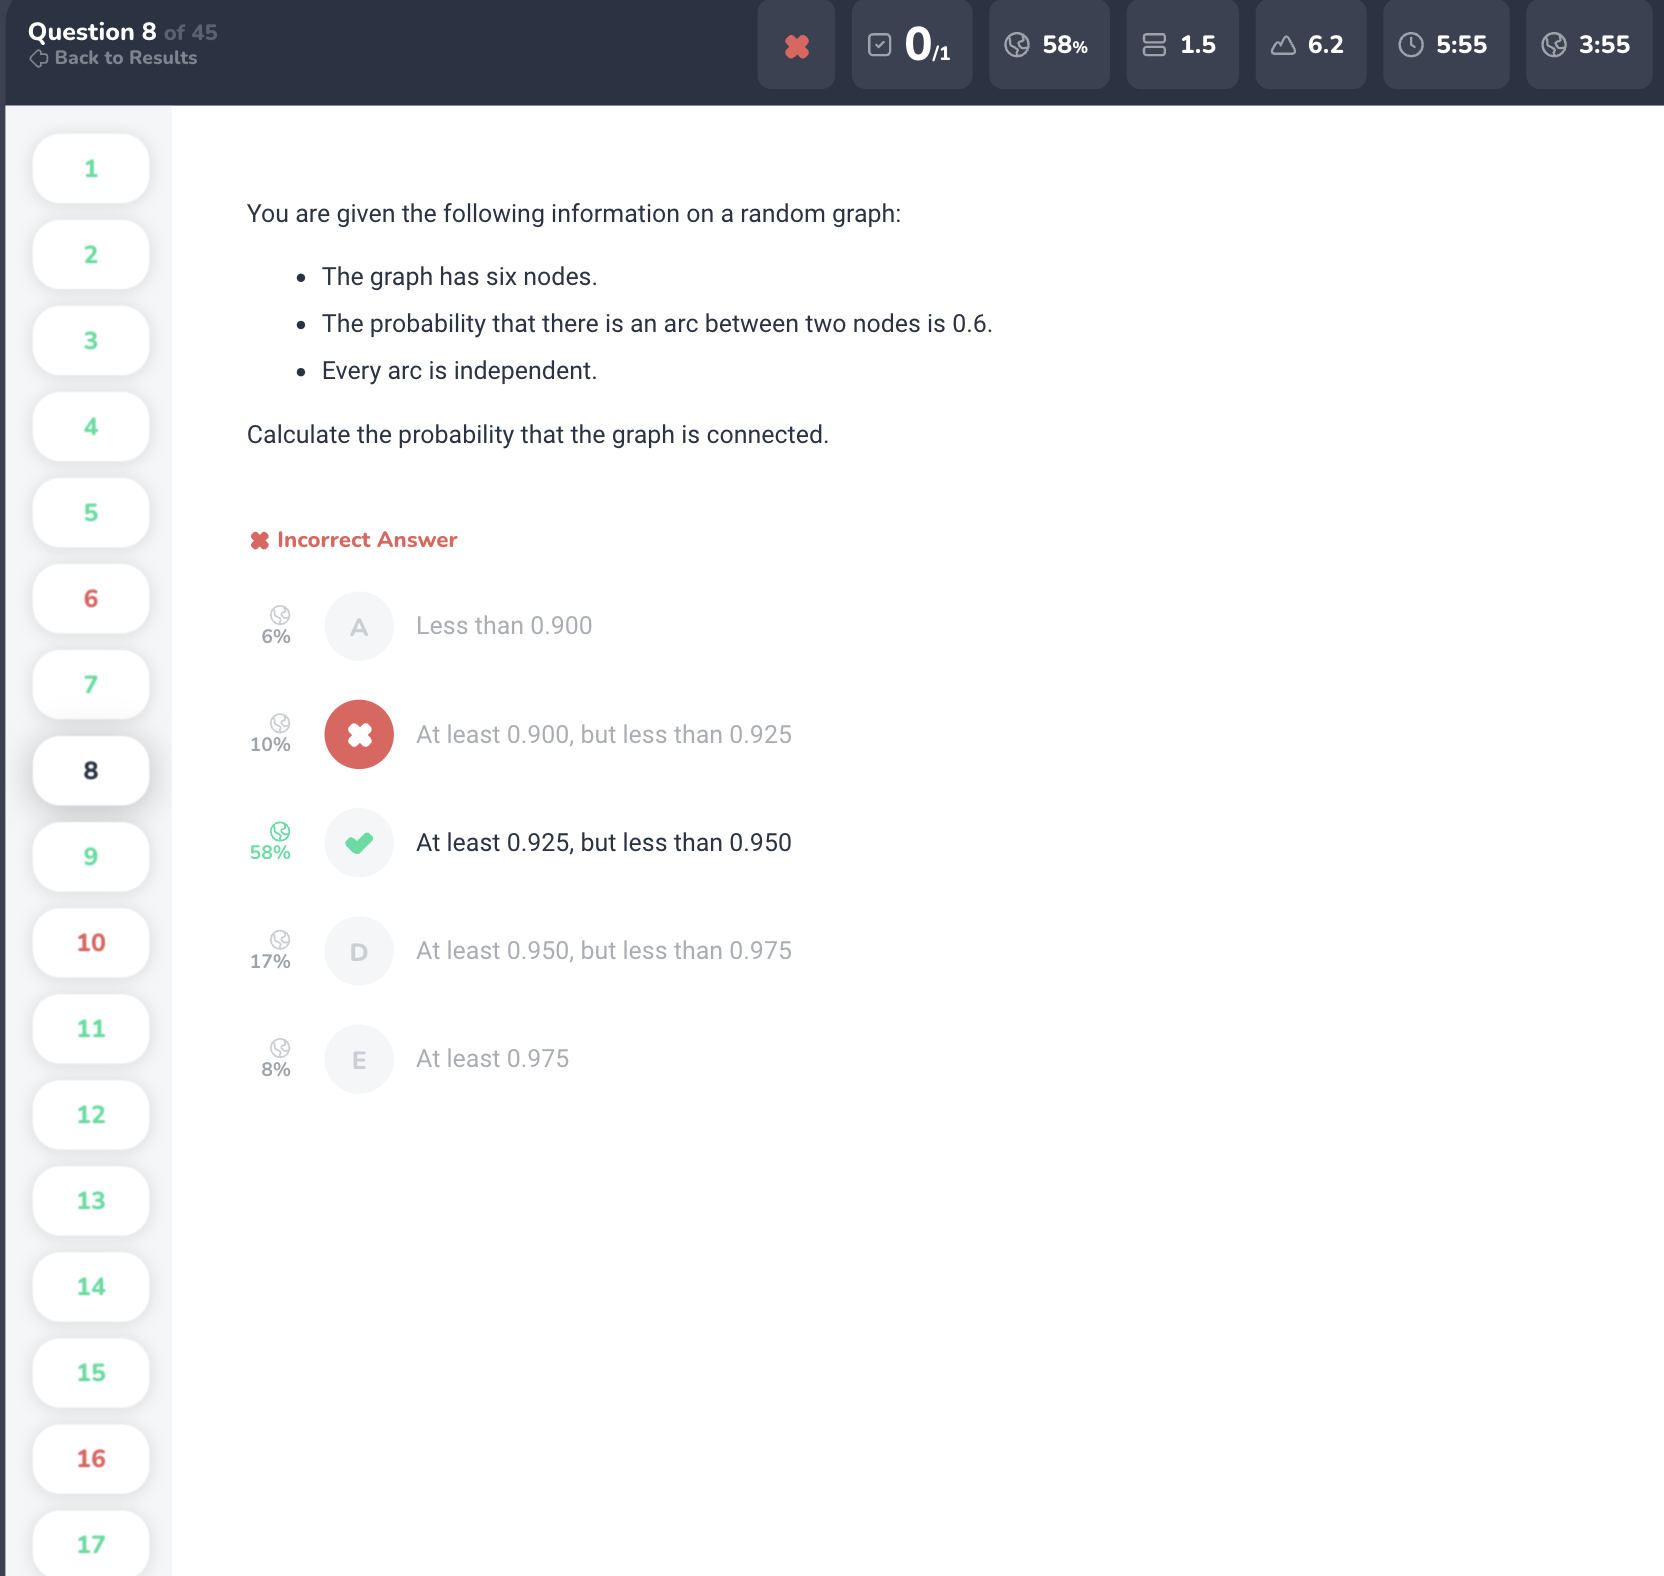 Question 8 of 45
Back to Results
0/1
58%
1.5
6.2
5:55
3:55
1
2
3
4
5
6
7
8
9
10
11
12
13
14
15
16
17
You are given the following information on a random graph:
• The graph has six nodes.
• The probability that there is an arc between two nodes is 0.6.
• Every arc is independent.
Calculate the probability that the graph is connected.
Incorrect Answer
6% A Less than 0.900
10% At least 0.900, but less than 0.925
58% At least 0.925, but less than 0.950
17% D At least 0.950, but less than 0.975
8% E At least 0.975